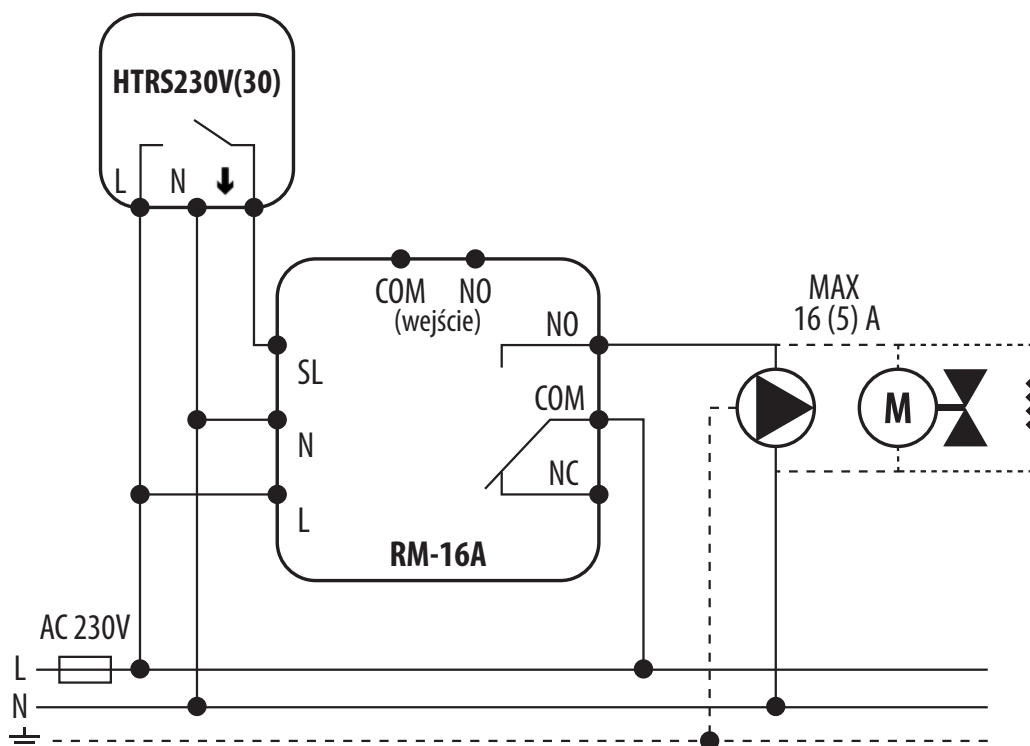 HTRS230V(30)
L N
COM NO
(wejście)
NO
MAX
16 (5) A
SL
COM
M
N
NC
L
RM-16A
AC 230V
L
N